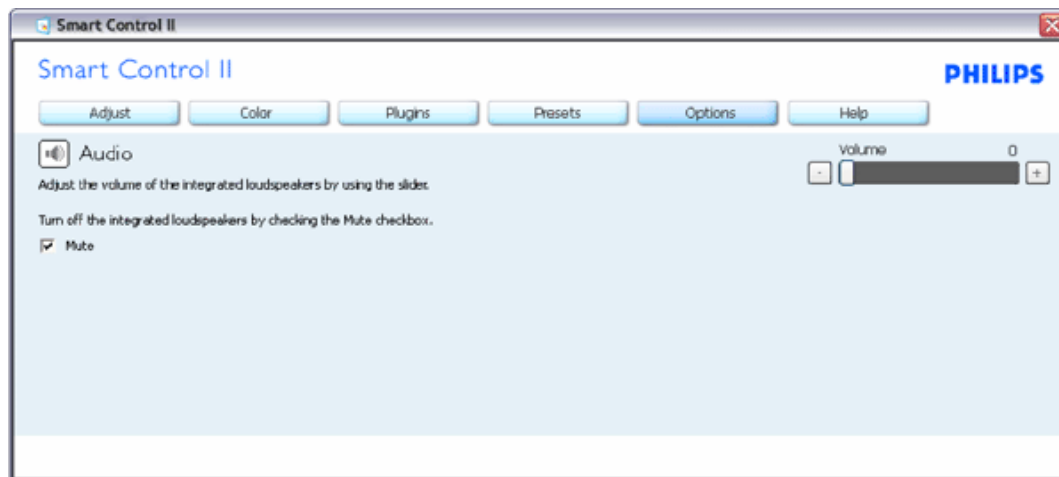 Smart Control II
Smart Control II
PHILIPS
Adjust Color Plugins Presets Options Help
Audio
Volume 0
- +
Adjust the volume of the integrated loudspeakers by using the slider.
Turn off the integrated loudspeakers by checking the Mute checkbox.
Mute